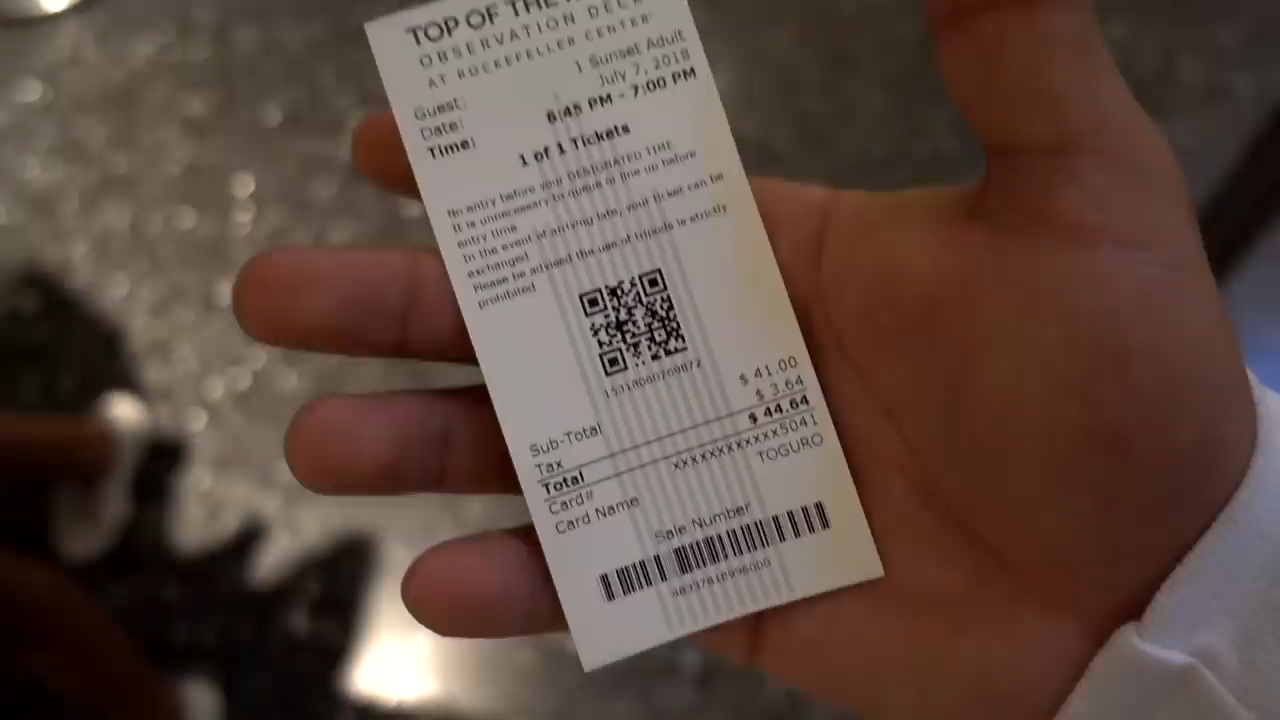 TOP OF THE
OBSERVATION DECK
AT ROCKEFELLER CENTER
Guest: 1 Sunset Adult
Date: July 7, 2018
Time: 6:45 PM - 7:00 PM
1 of 1 Tickets
No entry before your DESIGNATED TIME
It is unnecessary to queue or line up before
entry time
In the event of arriving late, your ticket can be
exchanged
Please be advised the use of tripods is strictly
prohibited
Sub-Total $ 41.00
Tax $ 3.64
Total $ 44.64
Card# xxxxxxxxxxxx5041
Card Name TOGURO
Sale Number